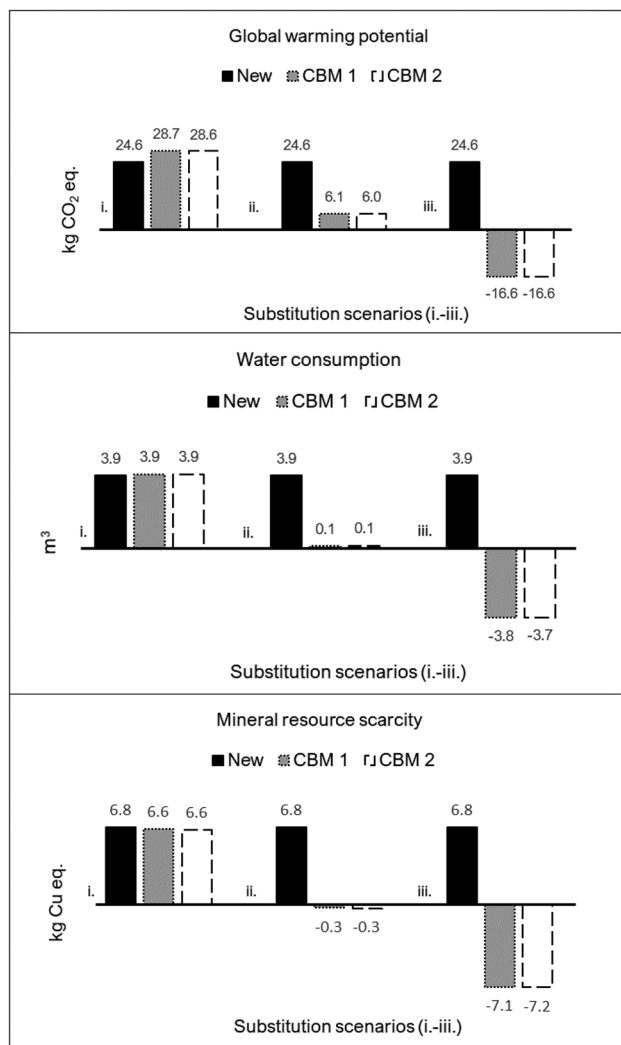 Global warming potential
New CBM 1 CBM 2
24.6 28.7 28.6 24.6 6.1 6.0 24.6
i. ii. iii.
kg CO₂ eq.
-16.6 -16.6
Substitution scenarios (i.-iii.)
Water consumption
New CBM 1 CBM 2
3.9 3.9 3.9 3.9 0.1 0.1 3.9
i. ii. iii.
m³
-3.8 -3.7
Substitution scenarios (i.-iii.)
Mineral resource scarcity
New CBM 1 CBM 2
6.8 6.6 6.6 6.8 6.8
i. ii. iii.
kg Cu eq.
-0.3 -0.3
-7.1 -7.2
Substitution scenarios (i.-iii.)